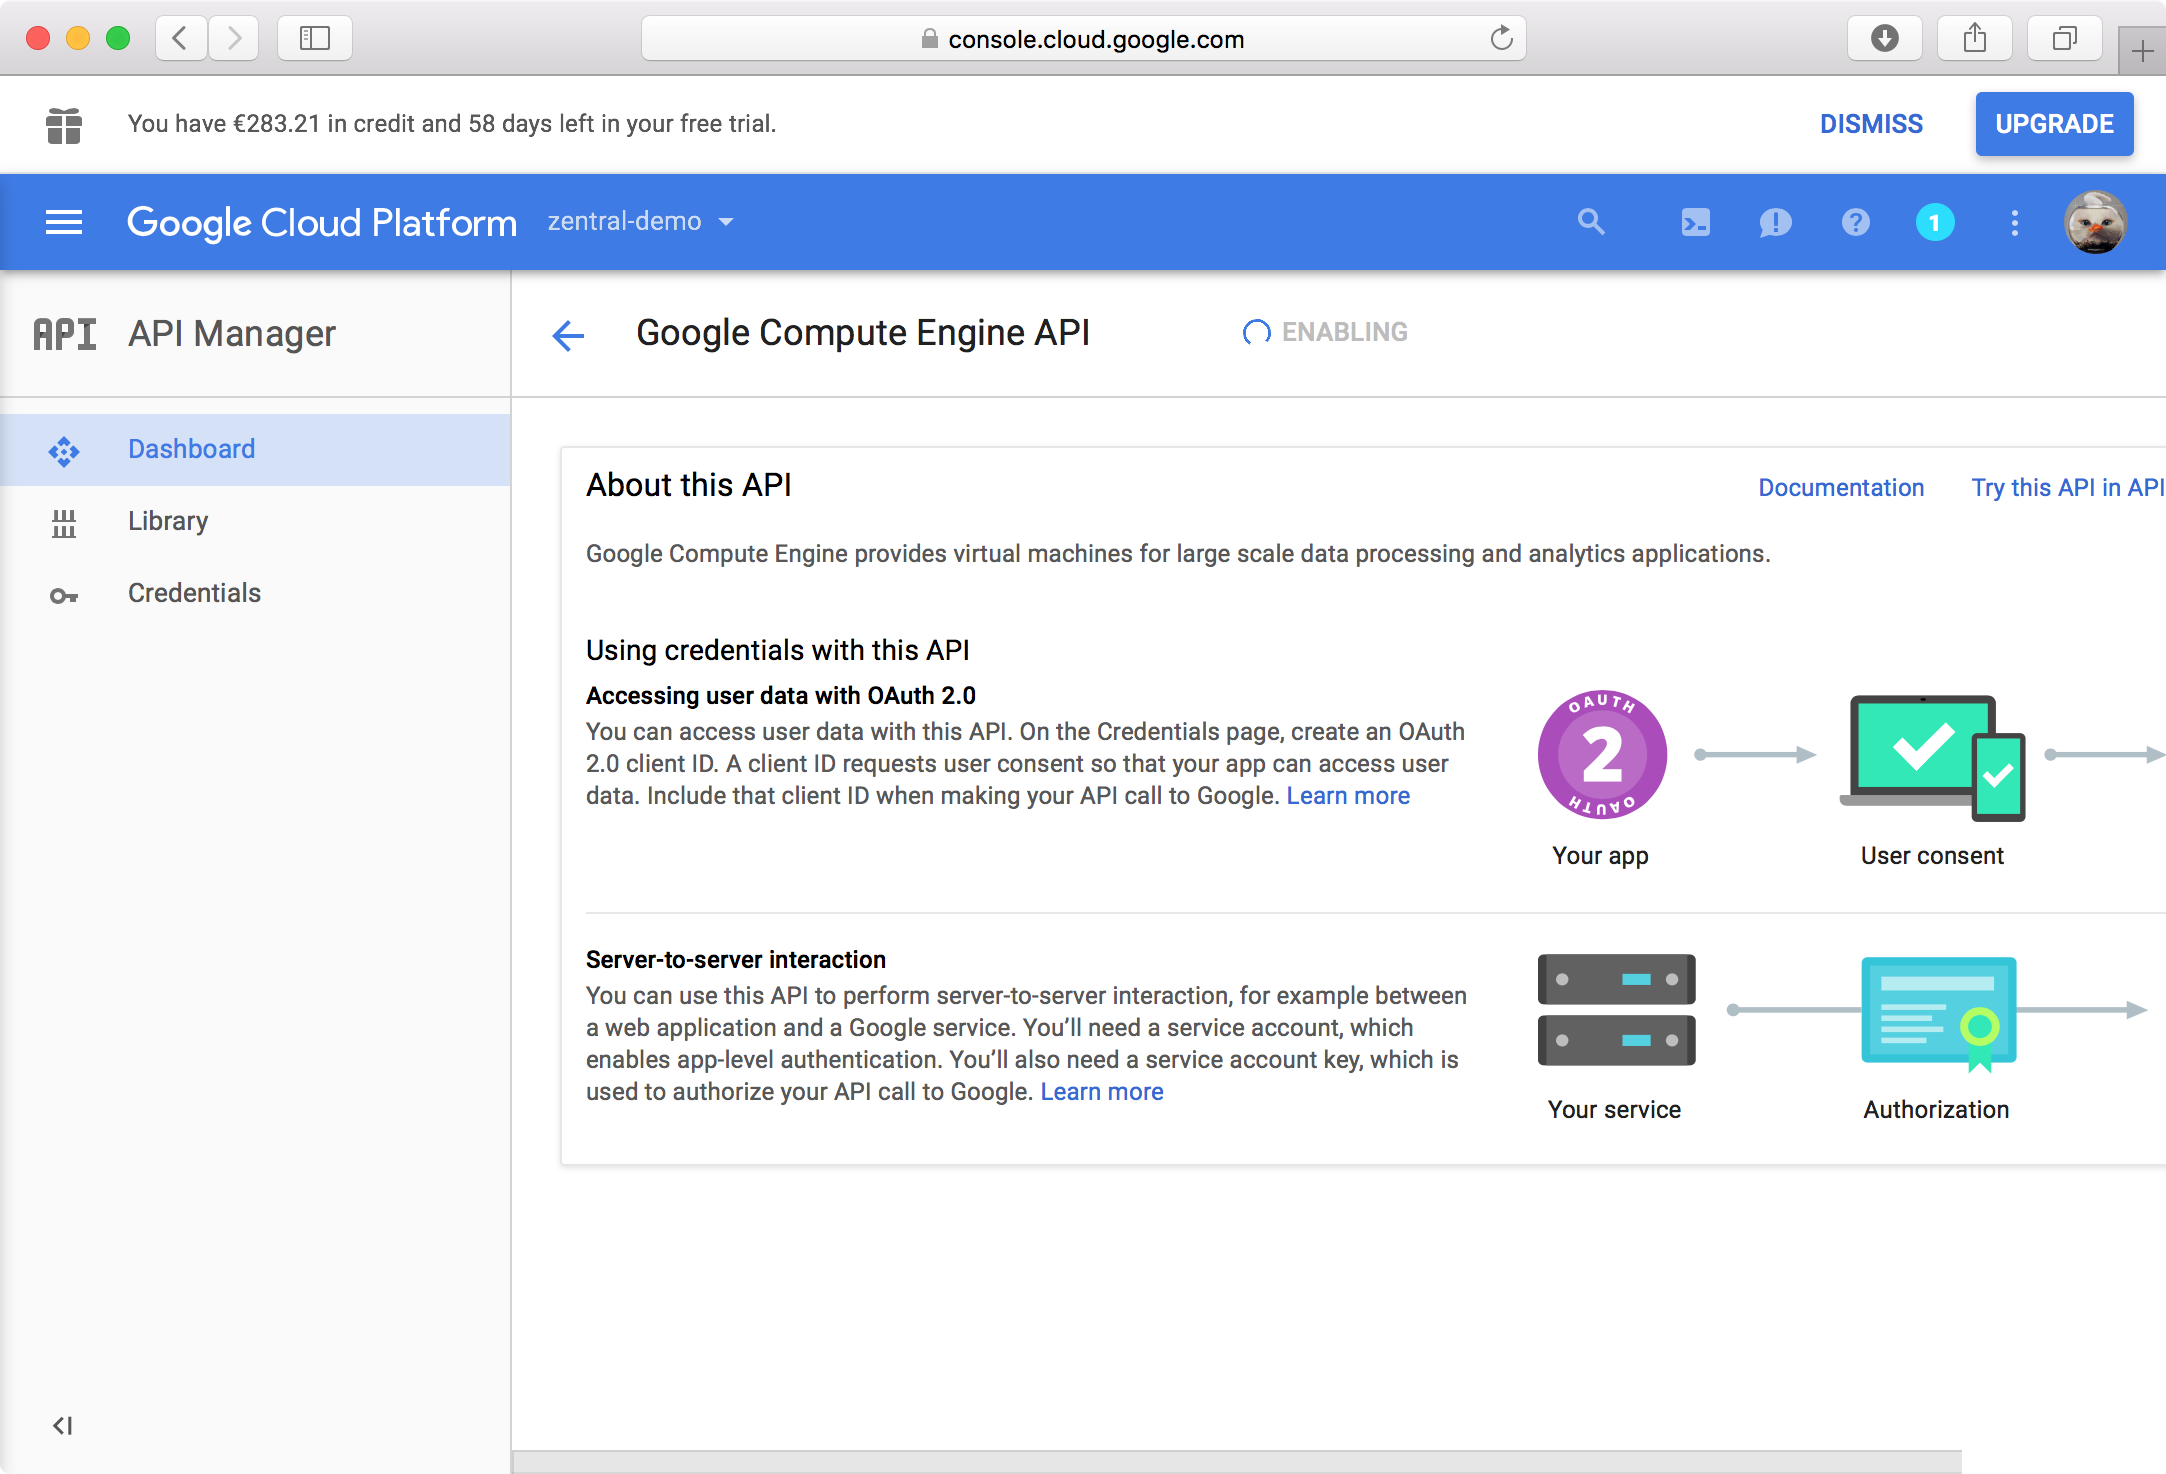 console.cloud.google.com
You have €283.21 in credit and 58 days left in your free trial.
DISMISS
UPGRADE
Google Cloud Platform
zentral-demo
1
API
API Manager
Google Compute Engine API
ENABLING
Dashboard
Library
Credentials
About this API
Documentation
Try this API in API
Google Compute Engine provides virtual machines for large scale data processing and analytics applications.
Using credentials with this API
Accessing user data with OAuth 2.0
You can access user data with this API. On the Credentials page, create an OAuth
2.0 client ID. A client ID requests user consent so that your app can access user
data. Include that client ID when making your API call to Google. Learn more
OAUTH
2
OAUTH
Your app
User consent
Server-to-server interaction
You can use this API to perform server-to-server interaction, for example between
a web application and a Google service. You’ll need a service account, which
enables app-level authentication. You’ll also need a service account key, which is
used to authorize your API call to Google. Learn more
Your service
Authorization